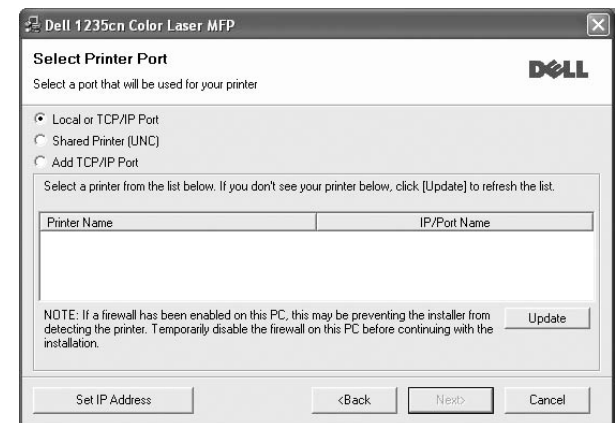 Dell 1235cn Color Laser MFP
Select Printer Port
Select a port that will be used for your printer
DELL
Local or TCP/IP Port
Shared Printer (UNC)
Add TCP/IP Port
Select a printer from the list below. If you don't see your printer below, click [Update] to refresh the list.
Printer Name IP/Port Name
NOTE: If a firewall has been enabled on this PC, this may be preventing the installer from
detecting the printer. Temporarily disable the firewall on this PC before continuing with the
installation.
Update
Set IP Address <Back Next> Cancel